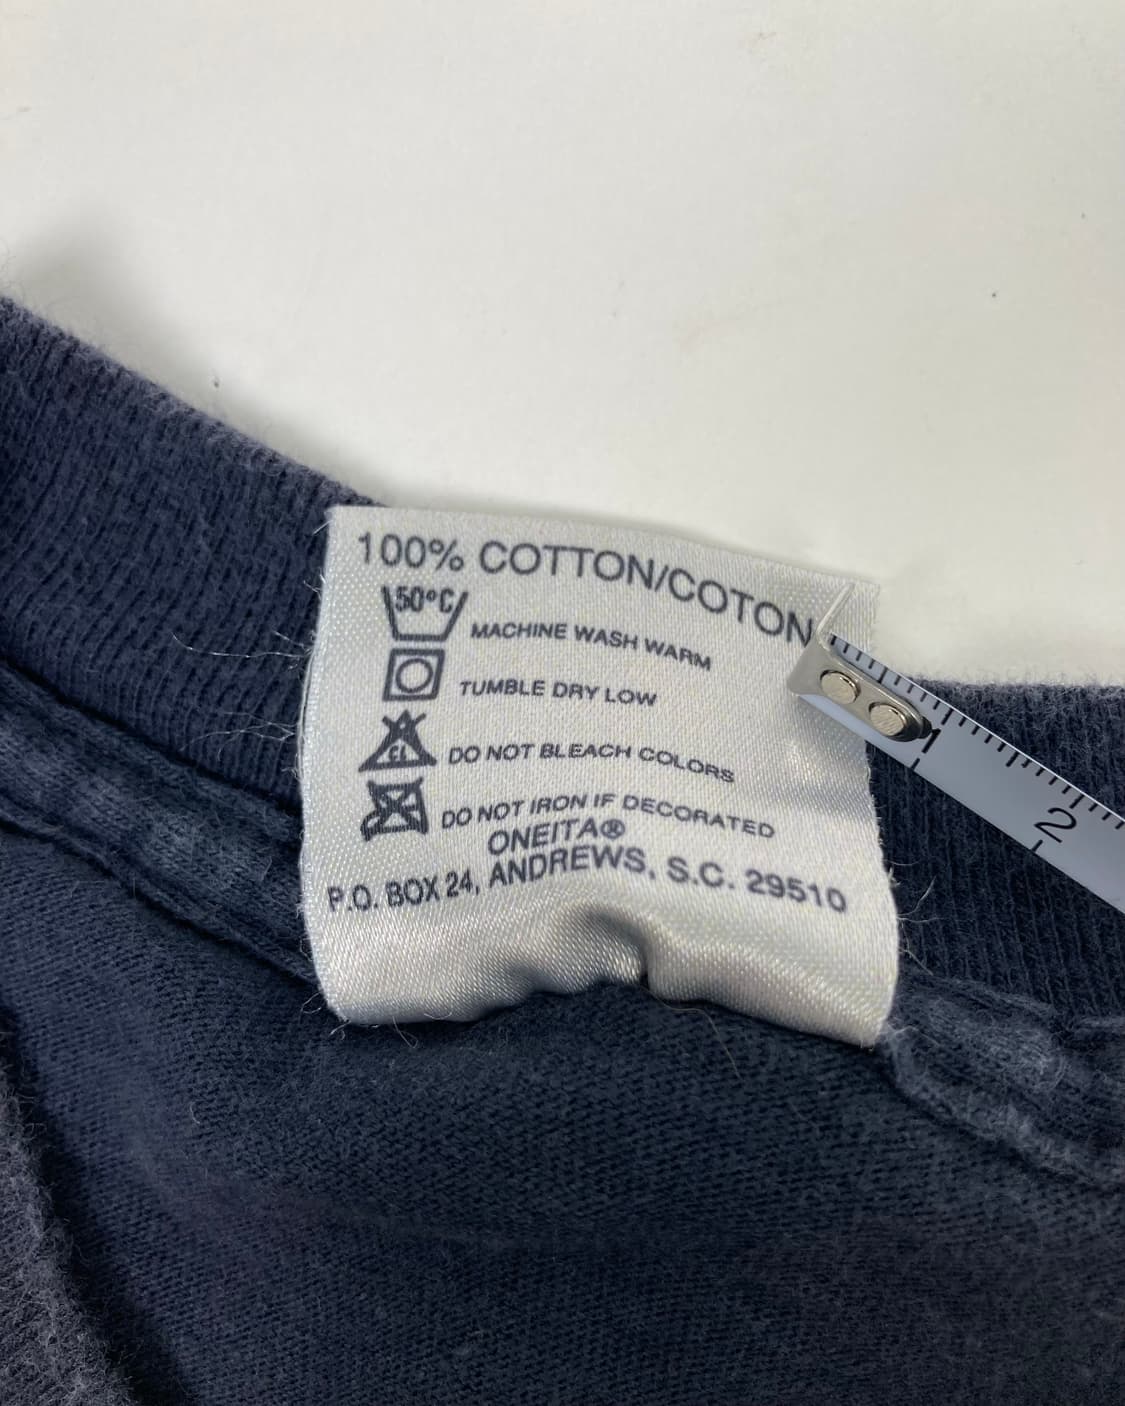 100% COTTON/COTON
50°C MACHINE WASH WARM
TUMBLE DRY LOW
CL DO NOT BLEACH COLORS
DO NOT IRON IF DECORATED
ONEITA®
P.O. BOX 24, ANDREWS, S.C. 29510
1
2